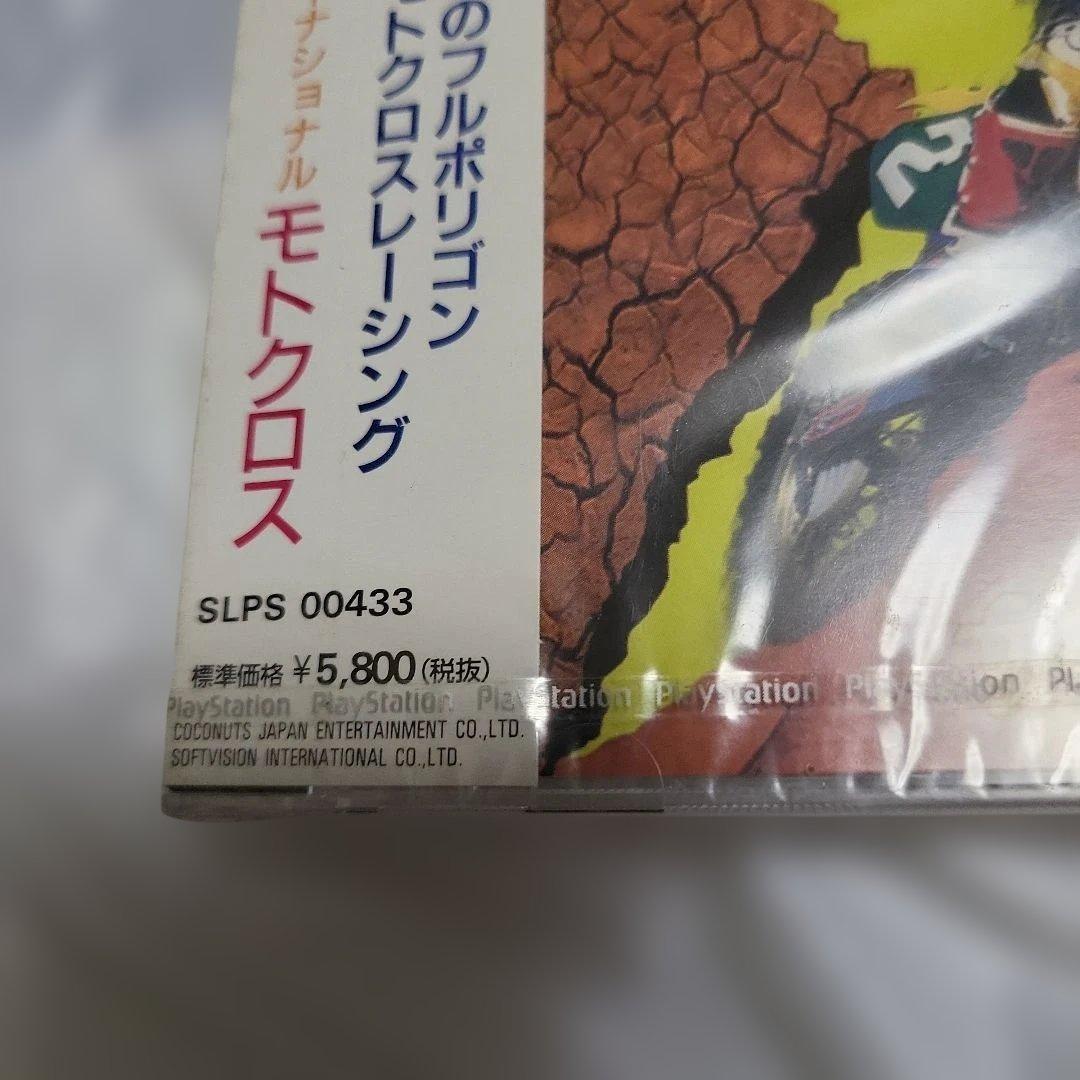 のフルポリゴン
トクロスレーシング
ーナショナル モトクロス
SLPS 00433
標準価格 ¥5,800(税抜)
PlayStation PlayStation PlayStation PlayStation PlayStation
COCONUTS JAPAN ENTERTAINMENT CO.,LTD.
SOFTVISION INTERNATIONAL CO.,LTD.
2